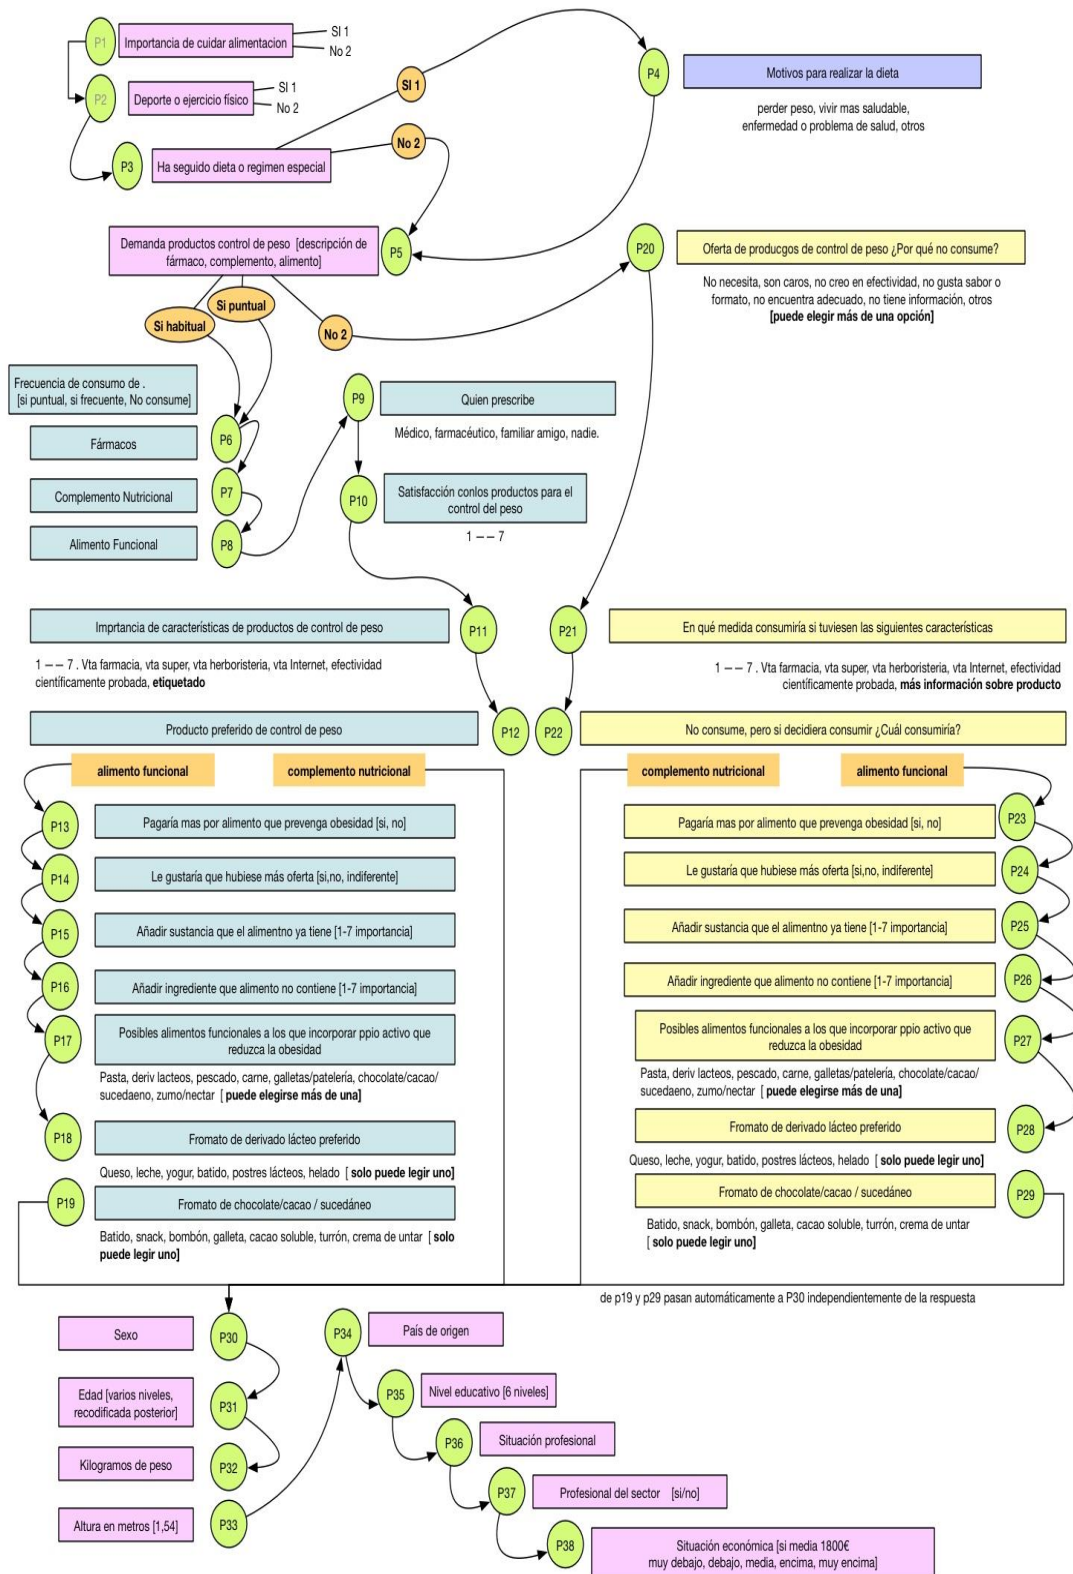 P1
Importancia de cuidar alimentacion
SI 1
No 2
P2
Deporte o ejercicio físico
SI 1
No 2
P3
Ha seguido dieta o regimen especial
SI 1
No 2
P4
Motivos para realizar la dieta
perder peso, vivir mas saludable,
enfermedad o problema de salud, otros
Demanda productos control de peso [descripción de
fármaco, complemento, alimento]
P5
Si habitual
Si puntual
No 2
P20
Oferta de producgos de control de peso ¿Por qué no consume?
No necesita, son caros, no creo en efectividad, no gusta sabor o
formato, no encuentra adecuado, no tiene información, otros
[puede elegir más de una opción]
Frecuencia de consumo de .
[si puntual, si frecuente, No consume]
Fármacos
P6
Complemento Nutricional
P7
Alimento Funcional
P8
P9
Quien prescribe
Médico, farmacéutico, familiar amigo, nadie.
P10
Satisfacción conlos productos para el
control del peso
1 — — 7
Imprtancia de características de productos de control de peso
P11
1 — — 7 . Vta farmacia, vta super, vta herboristeria, vta Internet, efectividad
científicamente probada, etiquetado
P21
En qué medida consumiría si tuviesen las siguientes características
1 — — 7 . Vta farmacia, vta super, vta herboristeria, vta Internet, efectividad
científicamente probada, más información sobre producto
Producto preferido de control de peso
P12
P22
No consume, pero si decidiera consumir ¿Cuál consumiría?
alimento funcional
complemento nutricional
complemento nutricional
alimento funcional
P13
Pagaría mas por alimento que prevenga obesidad [si, no]
P14
Le gustaría que hubiese más oferta [si,no, indiferente]
P15
Añadir sustancia que el alimentno ya tiene [1-7 importancia]
P16
Añadir ingrediente que alimento no contiene [1-7 importancia]
P17
Posibles alimentos funcionales a los que incorporar ppio activo que
reduzca la obesidad
Pasta, deriv lacteos, pescado, carne, galletas/patelería, chocolate/cacao/
sucedaeno, zumo/nectar [ puede elegirse más de una]
P18
Fromato de derivado lácteo preferido
Queso, leche, yogur, batido, postres lácteos, helado [ solo puede legir uno]
P19
Fromato de chocolate/cacao / sucedáneo
Batido, snack, bombón, galleta, cacao soluble, turrón, crema de untar [ solo
puede legir uno]
Pagaría mas por alimento que prevenga obesidad [si, no]
P23
Le gustaría que hubiese más oferta [si,no, indiferente]
P24
Añadir sustancia que el alimentno ya tiene [1-7 importancia]
P25
Añadir ingrediente que alimento no contiene [1-7 importancia]
P26
Posibles alimentos funcionales a los que incorporar ppio activo que
reduzca la obesidad
P27
Pasta, deriv lacteos, pescado, carne, galletas/patelería, chocolate/cacao/
sucedaeno, zumo/nectar [ puede elegirse más de una]
Fromato de derivado lácteo preferido
P28
Queso, leche, yogur, batido, postres lácteos, helado [ solo puede legir uno]
Fromato de chocolate/cacao / sucedáneo
P29
Batido, snack, bombón, galleta, cacao soluble, turrón, crema de untar
[ solo puede legir uno]
de p19 y p29 pasan automáticamente a P30 independientemente de la respuesta
Sexo
P30
Edad [varios niveles,
recodificada posterior]
P31
Kilogramos de peso
P32
Altura en metros [1,54]
P33
P34
País de origen
P35
Nivel educativo [6 niveles]
P36
Situación profesional
P37
Profesional del sector [si/no]
P38
Situación económica [si media 1800€
muy debajo, debajo, media, encima, muy encima]